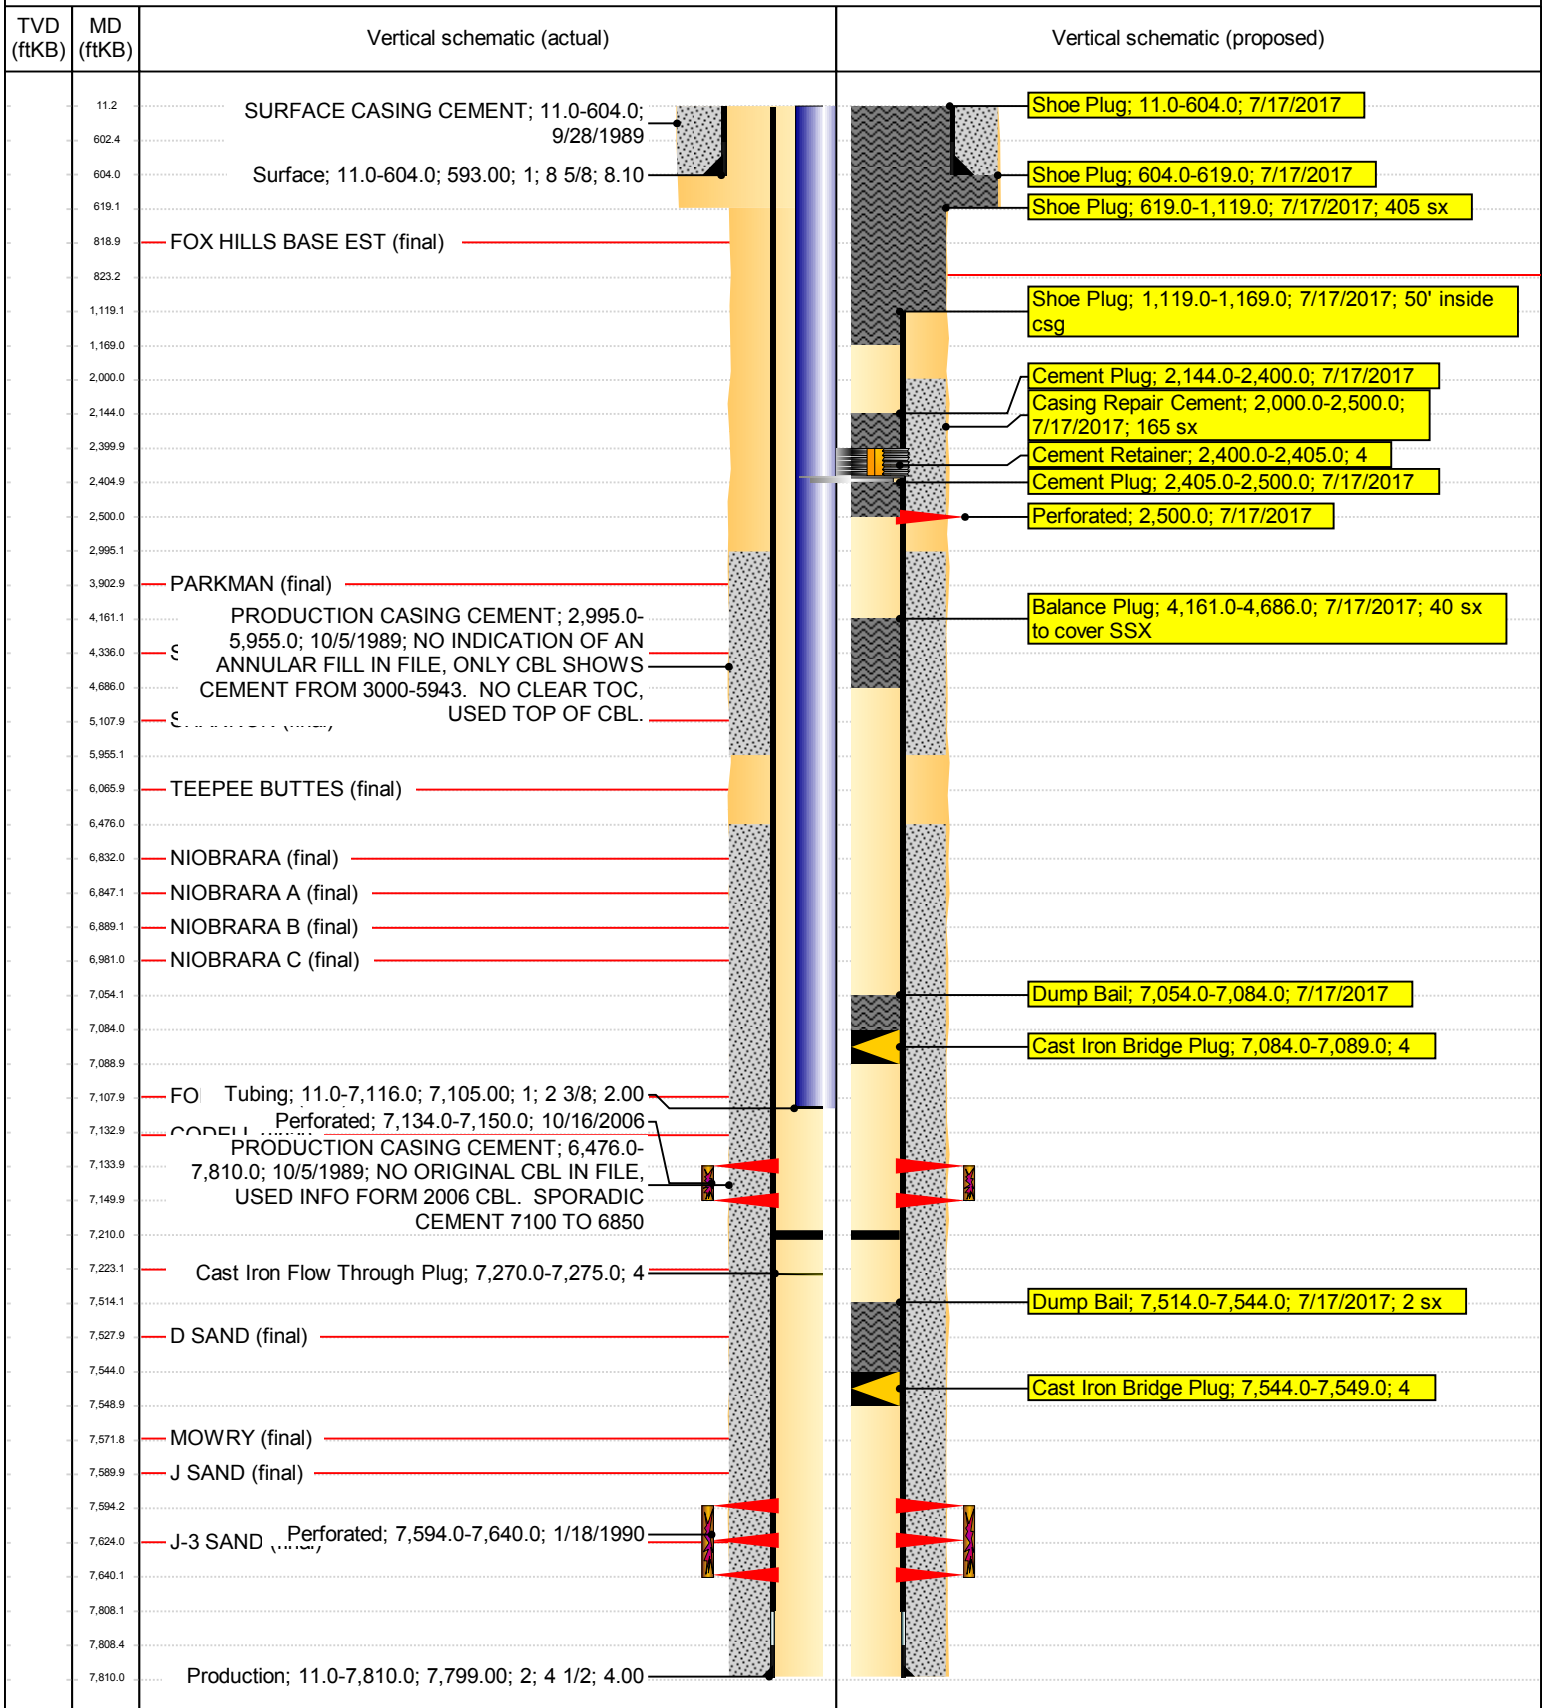 TVD
(ftKB)
MD
(ftKB)
Vertical schematic (actual)
Vertical schematic (proposed)
11.2
602.4
604.0
619.1
818.9
823.2
1,119.1
1,169.0
2,000.0
2,144.0
2,399.9
2,404.9
2,500.0
2,995.1
3,902.9
4,161.1
4,336.0
4,686.0
5,107.9
5,955.1
6,065.9
6,476.0
6,832.0
6,847.1
6,889.1
6,981.0
7,054.1
7,084.0
7,088.9
7,107.9
7,132.9
7,133.9
7,149.9
7,210.0
7,223.1
7,514.1
7,527.9
7,544.0
7,548.9
7,571.8
7,589.9
7,594.2
7,624.0
7,640.1
7,808.1
7,808.4
7,810.0
SURFACE CASING CEMENT; 11.0-604.0;
9/28/1989
Surface; 11.0-604.0; 593.00; 1; 8 5/8; 8.10
FOX HILLS BASE EST (final)
PARKMAN (final)
PRODUCTION CASING CEMENT; 2,995.0-
5,955.0; 10/5/1989; NO INDICATION OF AN
ANNULAR FILL IN FILE, ONLY CBL SHOWS
CEMENT FROM 3000-5943.  NO CLEAR TOC,
USED TOP OF CBL.
TEEPEE BUTTES (final)
NIOBRARA (final)
NIOBRARA A (final)
NIOBRARA B (final)
NIOBRARA C (final)
FO
Tubing; 11.0-7,116.0; 7,105.00; 1; 2 3/8; 2.00
Perforated; 7,134.0-7,150.0; 10/16/2006
CODELL
PRODUCTION CASING CEMENT; 6,476.0-
7,810.0; 10/5/1989; NO ORIGINAL CBL IN FILE,
USED INFO FORM 2006 CBL.  SPORADIC
CEMENT 7100 TO 6850
Cast Iron Flow Through Plug; 7,270.0-7,275.0; 4
D SAND (final)
MOWRY (final)
J SAND (final)
Perforated; 7,594.0-7,640.0; 1/18/1990
J-3 SAND (final)
Production; 11.0-7,810.0; 7,799.00; 2; 4 1/2; 4.00
Shoe Plug; 11.0-604.0; 7/17/2017
Shoe Plug; 604.0-619.0; 7/17/2017
Shoe Plug; 619.0-1,119.0; 7/17/2017; 405 sx
Shoe Plug; 1,119.0-1,169.0; 7/17/2017; 50' inside
csg
Cement Plug; 2,144.0-2,400.0; 7/17/2017
Casing Repair Cement; 2,000.0-2,500.0;
7/17/2017; 165 sx
Cement Retainer; 2,400.0-2,405.0; 4
Cement Plug; 2,405.0-2,500.0; 7/17/2017
Perforated; 2,500.0; 7/17/2017
Balance Plug; 4,161.0-4,686.0; 7/17/2017; 40 sx
to cover SSX
Dump Bail; 7,054.0-7,084.0; 7/17/2017
Cast Iron Bridge Plug; 7,084.0-7,089.0; 4
Dump Bail; 7,514.0-7,544.0; 7/17/2017; 2 sx
Cast Iron Bridge Plug; 7,544.0-7,549.0; 4